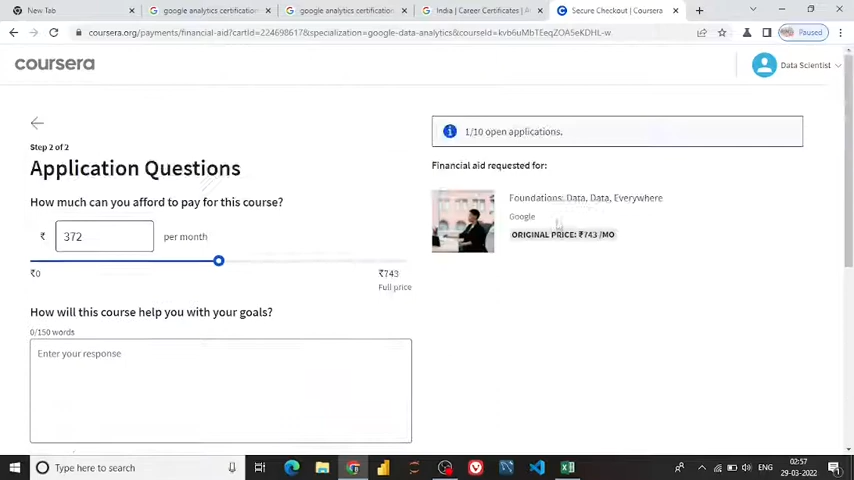 New Tab
google analytics certification
google analytics certification
India | Career Certificates | A
Secure Checkout | Coursera
coursera.org/payments/financial-aid?cartId=224698617&specialization=google-data-analytics&courseId=kvb6uMbTEeqZOASeKDHL-w
Paused
coursera
Data Scientist
Step 2 of 2
1/10 open applications.
Application Questions
Financial aid requested for:
How much can you afford to pay for this course?
Foundations: Data, Data, Everywhere
Google
₹ 372 per month
ORIGINAL PRICE: ₹743 /MO
₹0
₹743
Full price
How will this course help you with your goals?
0/150 words
Enter your response
Type here to search
ENG
02:57
29-03-2022
1